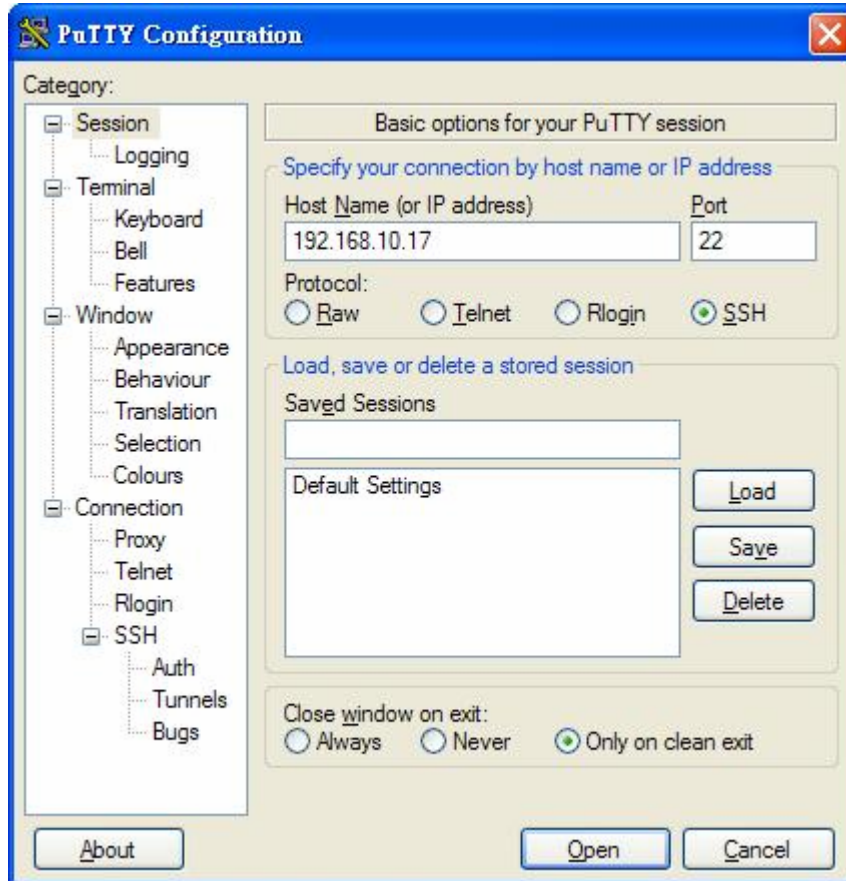 PuTTY Configuration
Category:
Session
Logging
Terminal
Keyboard
Bell
Features
Window
Appearance
Behaviour
Translation
Selection
Colours
Connection
Proxy
Telnet
Rlogin
SSH
Auth
Tunnels
Bugs
Basic options for your PuTTY session
Specify your connection by host name or IP address
Host Name (or IP address) Port
192.168.10.17 22
Protocol:
Raw Telnet Rlogin SSH
Load, save or delete a stored session
Saved Sessions
Default Settings
Load
Save
Delete
Close window on exit:
Always Never Only on clean exit
About Open Cancel